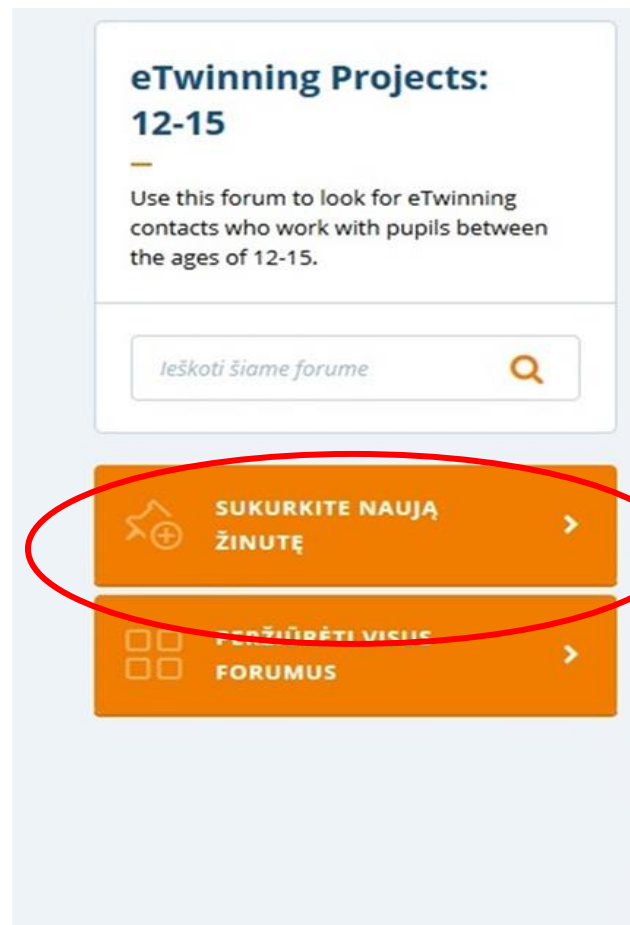 eTwinning Projects:
12-15
Use this forum to look for eTwinning
contacts who work with pupils between
the ages of 12-15.
Ieškoti šiame forume
SUKURKITE NAUJĄ
ŽINUTĘ
PERŽIŪRĖTI VISUS
FORUMUS